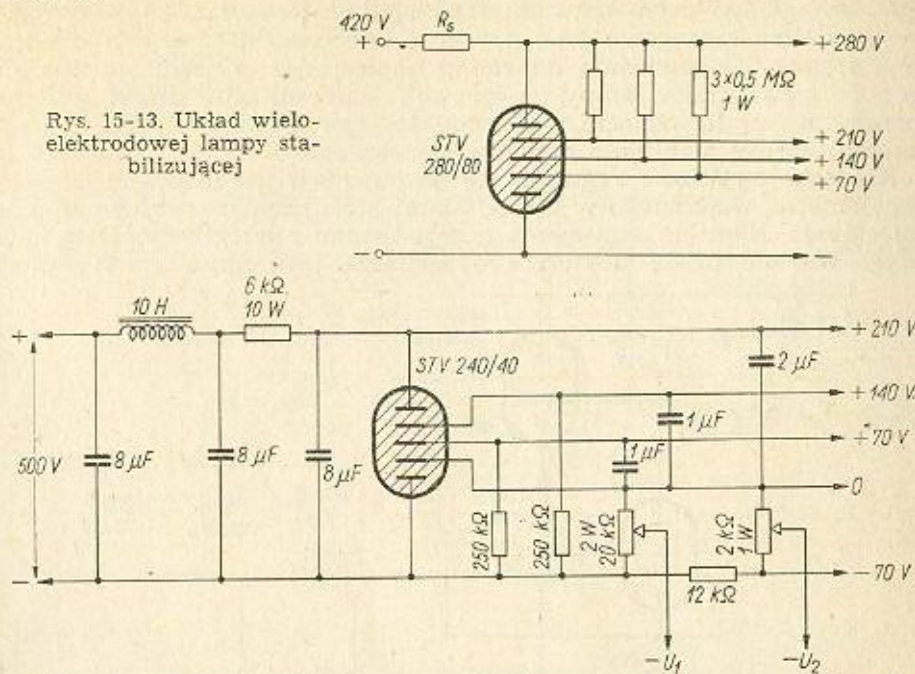 420 V
R_s
+
+ 280 V
3×0,5 MΩ
1 W
Rys. 15-13. Układ wielo-
elektrodowej lampy sta-
bilizującej
STV
280/80
+ 210 V
+ 140 V
+ 70 V
−
−
6 kΩ
10 W
10 H
+
+ 210 V
STV 240/40
2 μF
+ 140 V
1 μF
+ 70 V
1 μF
500 V
8 μF
8 μF
8 μF
0
250 kΩ
250 kΩ
2 W
20 kΩ
2 kΩ
1 W
−
− 70 V
12 kΩ
−U₁
−U₂